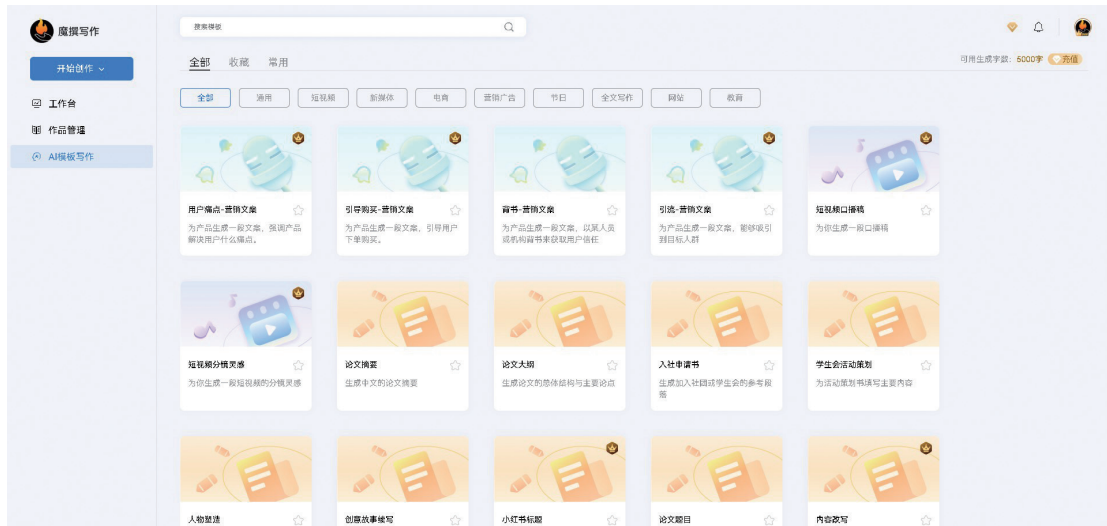 魔撰写作
搜索模板
开始创作
全部 收藏 常用
可用生成字数: 5000字 充值
工作台
作品管理
AI模板写作
全部 通用 短视频 新媒体 电商 营销广告 节日 全文写作 网站 教育
用户痛点-营销文案
引导购买-营销文案
背书-营销文案
引流-营销文案
短视频口播稿
为产品生成一段文案，强调产品
解决用户什么痛点。
为产品生成一段文案，引导用户
下单购买。
为产品生成一段文案，以某人员
或机构背书来获取用户信任
为产品生成一段文案，能够吸引
到目标人群
为你生成一段口播稿
短视频分镜灵感
论文摘要
论文大纲
入社申请书
学生会活动策划
为你生成一段短视频的分镜灵感
生成中文的论文摘要
生成论文的总体结构与主要论点
生成加入社团或学生会的参考段
落
为活动策划书填写主要内容
人物塑造
创意故事续写
小红书标题
论文题目
内容改写